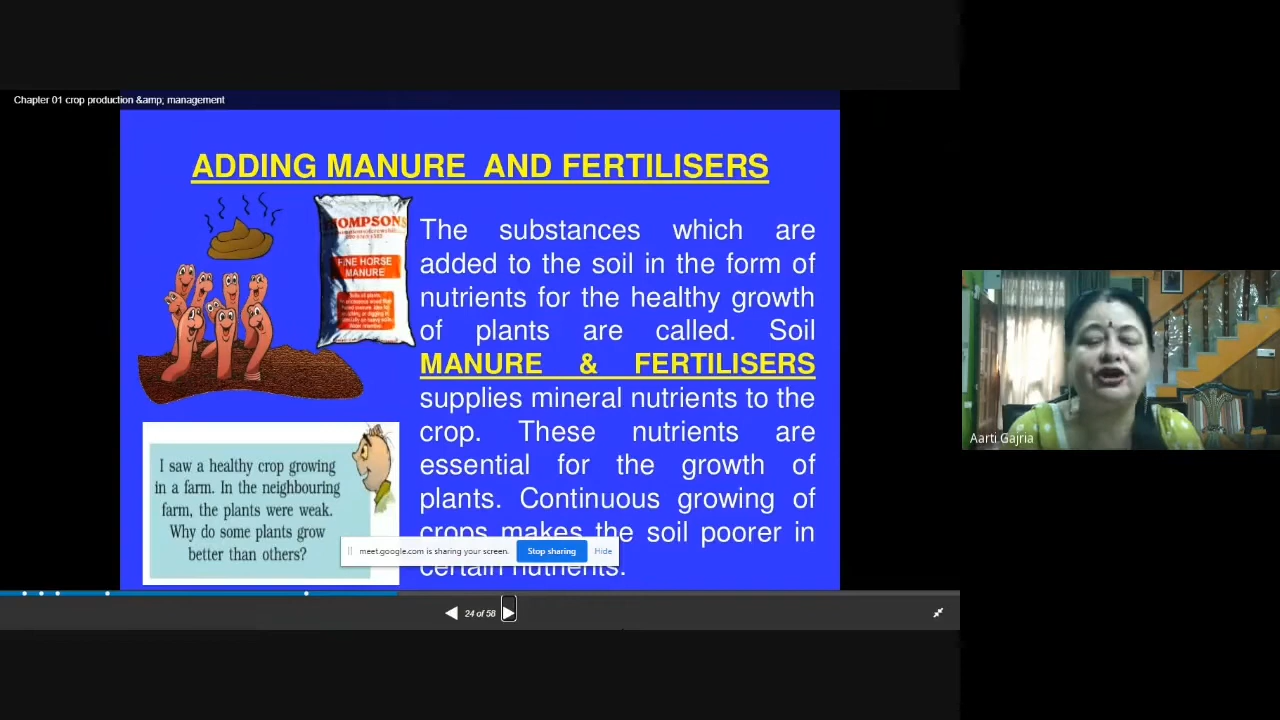 Chapter 01 crop production &amp; management
ADDING MANURE AND FERTILISERS
THOMPSONS
FINE HORSE
MANURE
The substances which are
added to the soil in the form of
nutrients for the healthy growth
of plants are called. Soil
MANURE & FERTILISERS
supplies mineral nutrients to the
crop. These nutrients are
essential for the growth of
plants. Continuous growing of
crops makes the soil poorer in
certain nutrients.
I saw a healthy crop growing
in a farm. In the neighbouring
farm, the plants were weak.
Why do some plants grow
better than others?
meet.google.com is sharing your screen.
Stop sharing
Hide
24 of 58
Aarti Gajria